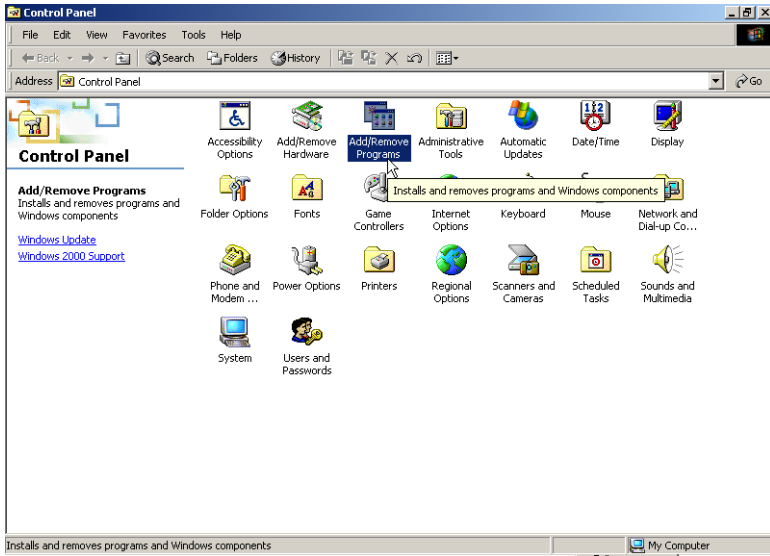 Control Panel
File Edit View Favorites Tools Help
Back Search Folders History
Address Control Panel Go
Control Panel
Add/Remove Programs
Installs and removes programs and
Windows components
Windows Update
Windows 2000 Support
Accessibility Options
Add/Remove Hardware
Add/Remove Programs
Administrative Tools
Automatic Updates
Date/Time
Display
Installs and removes programs and Windows components
Folder Options
Fonts
Game Controllers
Internet Options
Keyboard
Mouse
Network and Dial-up Co...
Phone and Modem ...
Power Options
Printers
Regional Options
Scanners and Cameras
Scheduled Tasks
Sounds and Multimedia
System
Users and Passwords
Installs and removes programs and Windows components
My Computer